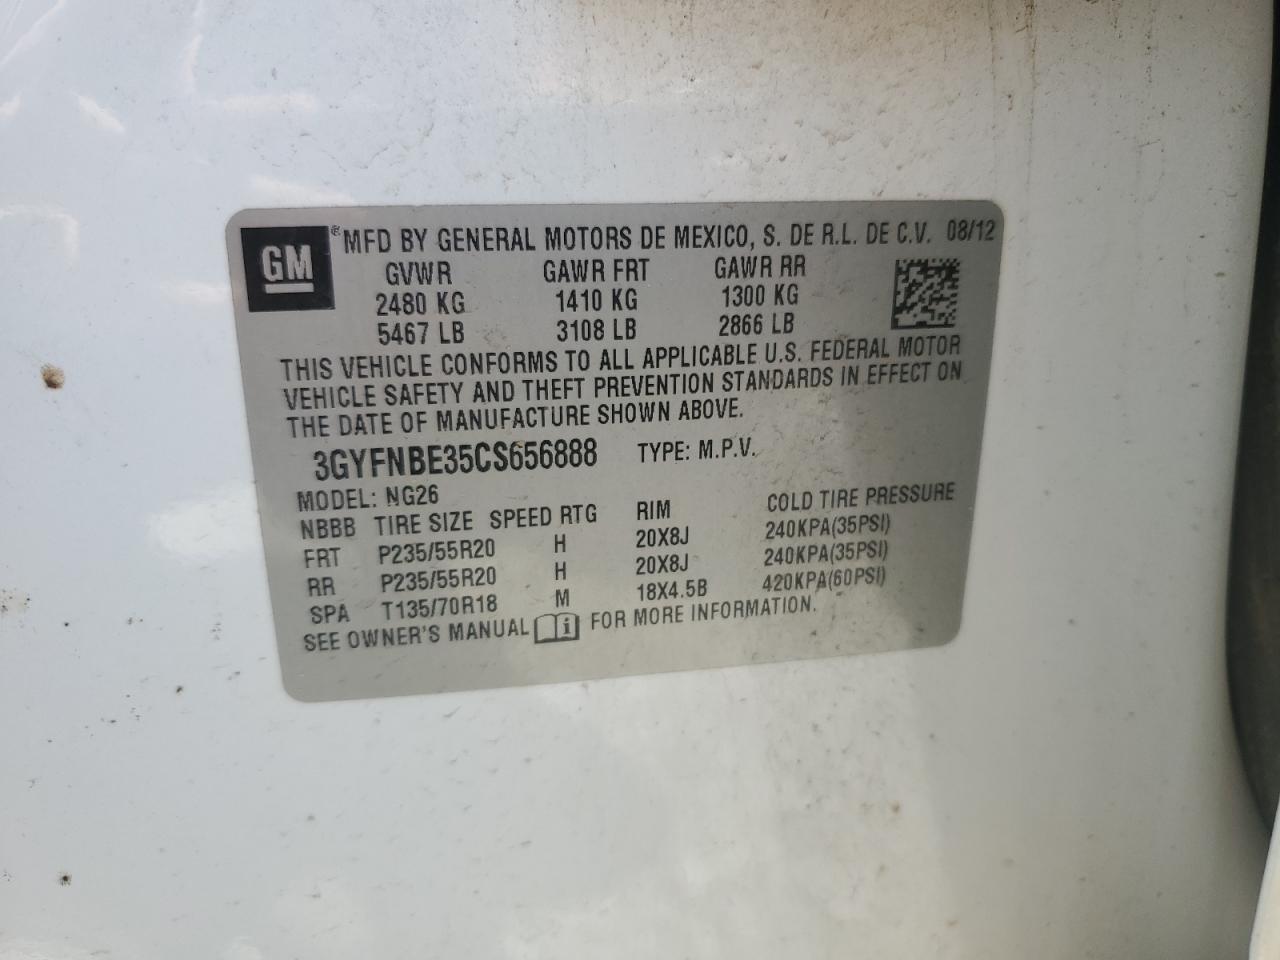 GM ® MFD BY GENERAL MOTORS DE MEXICO, S. DE R.L. DE C.V. 08/12
GVWR GAWR FRT GAWR RR
2480 KG 1410 KG 1300 KG
5467 LB 3108 LB 2866 LB
THIS VEHICLE CONFORMS TO ALL APPLICABLE U.S. FEDERAL MOTOR
VEHICLE SAFETY AND THEFT PREVENTION STANDARDS IN EFFECT ON
THE DATE OF MANUFACTURE SHOWN ABOVE.
3GYFNBE35CS656888 TYPE: M.P.V.
MODEL: NG26
NBBB TIRE SIZE SPEED RTG RIM COLD TIRE PRESSURE
FRT P235/55R20 H 20X8J 240KPA(35PSI)
RR P235/55R20 H 20X8J 240KPA(35PSI)
SPA T135/70R18 M 18X4.5B 420KPA(60PSI)
SEE OWNER'S MANUAL i FOR MORE INFORMATION.